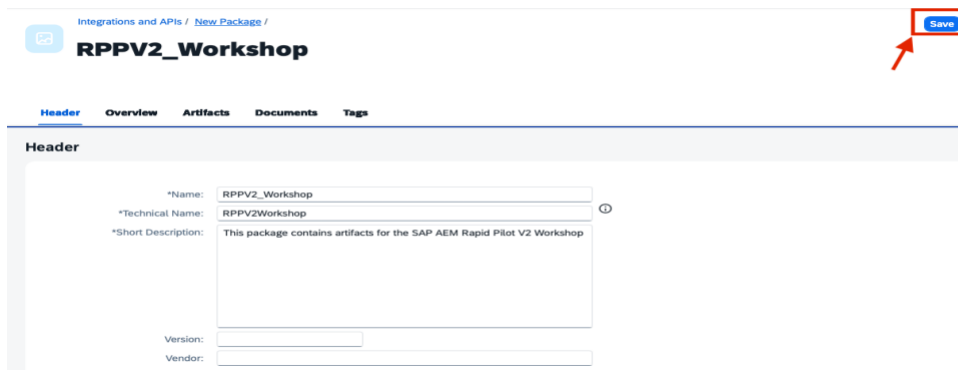 Integrations and APIs / New Package /
Save
RPPV2_Workshop
Header Overview Artifacts Documents Tags
Header
*Name: RPPV2_Workshop
*Technical Name: RPPV2Workshop
*Short Description: This package contains artifacts for the SAP AEM Rapid Pilot V2 Workshop
Version:
Vendor: